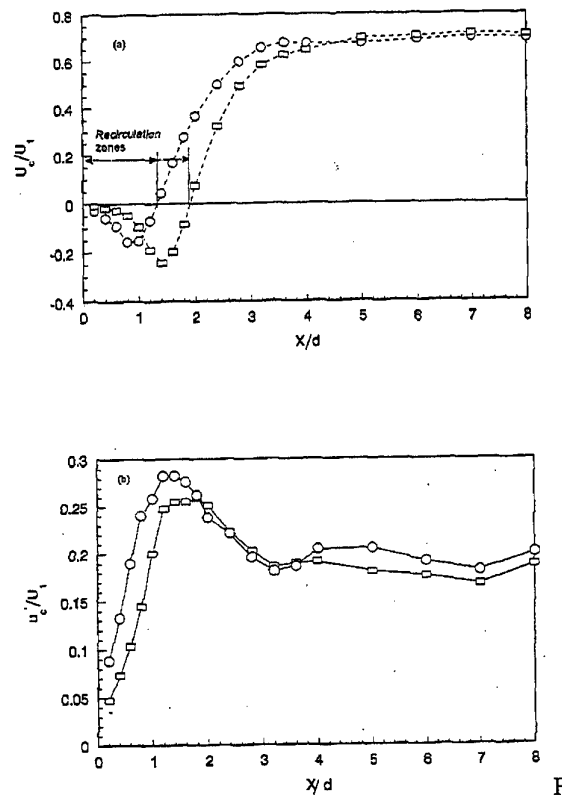 0.8
(a)
0.6
0.4
Recirculation
zones
0.2
0
-0.2
-0.4
U_c/U_1
0 1 2 3 4 5 6 7 8
X/d
0.3
(b)
0.25
0.2
0.15
0.1
0.05
0
u_c'/U_1
0 1 2 3 4 5 6 7 8
X/d
F